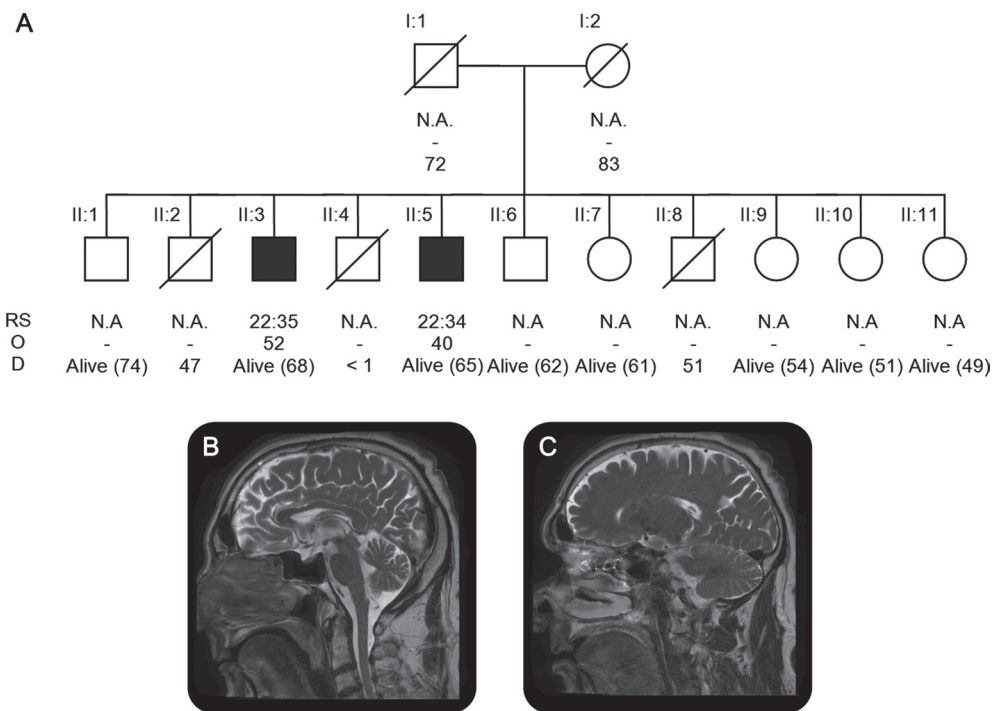 A
I:1 I:2
N.A. N.A.
- -
72 83
II:1 II:2 II:3 II:4 II:5 II:6 II:7 II:8 II:9 II:10 II:11
RS N.A N.A. 22:35 N.A. 22:34 N.A N.A N.A. N.A N.A N.A
O - - 52 - 40 - - - - - -
D Alive (74) 47 Alive (68) < 1 Alive (65) Alive (62) Alive (61) 51 Alive (54) Alive (51) Alive (49)
B C